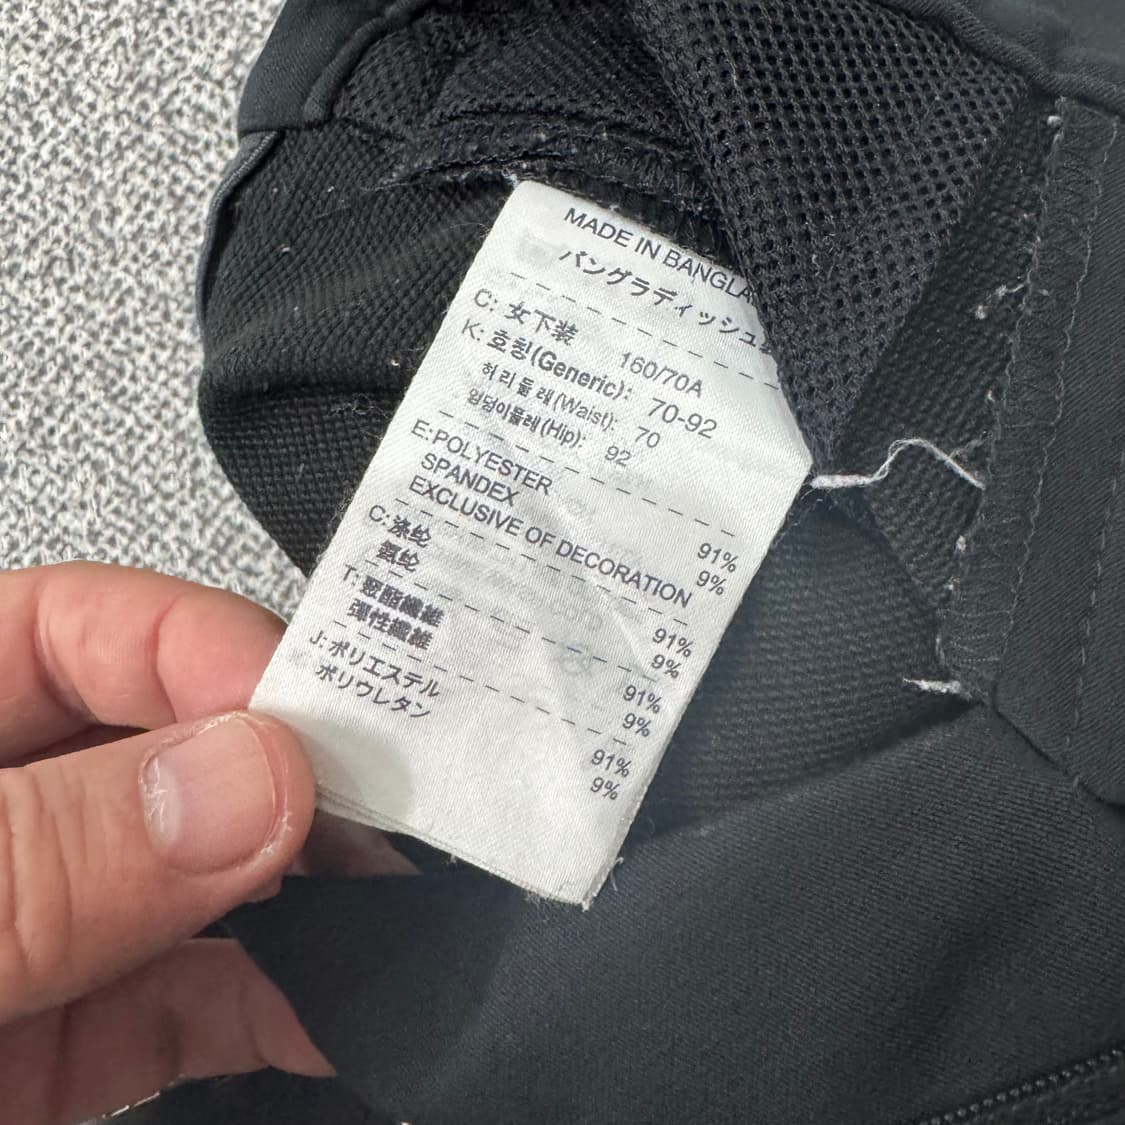 MADE IN BANGLA
バングラディッシュ
C: 女下装 160/70A
K: 호칭(Generic): 70-92
허리둘레(Waist): 70
엉덩이둘레(Hip): 92
E:POLYESTER 91%
SPANDEX 9%
EXCLUSIVE OF DECORATION
C:涤纶 91%
氨纶 9%
T:聚酯纖維 91%
彈性纖維 9%
J:ポリエステル 91%
ポリウレタン 9%